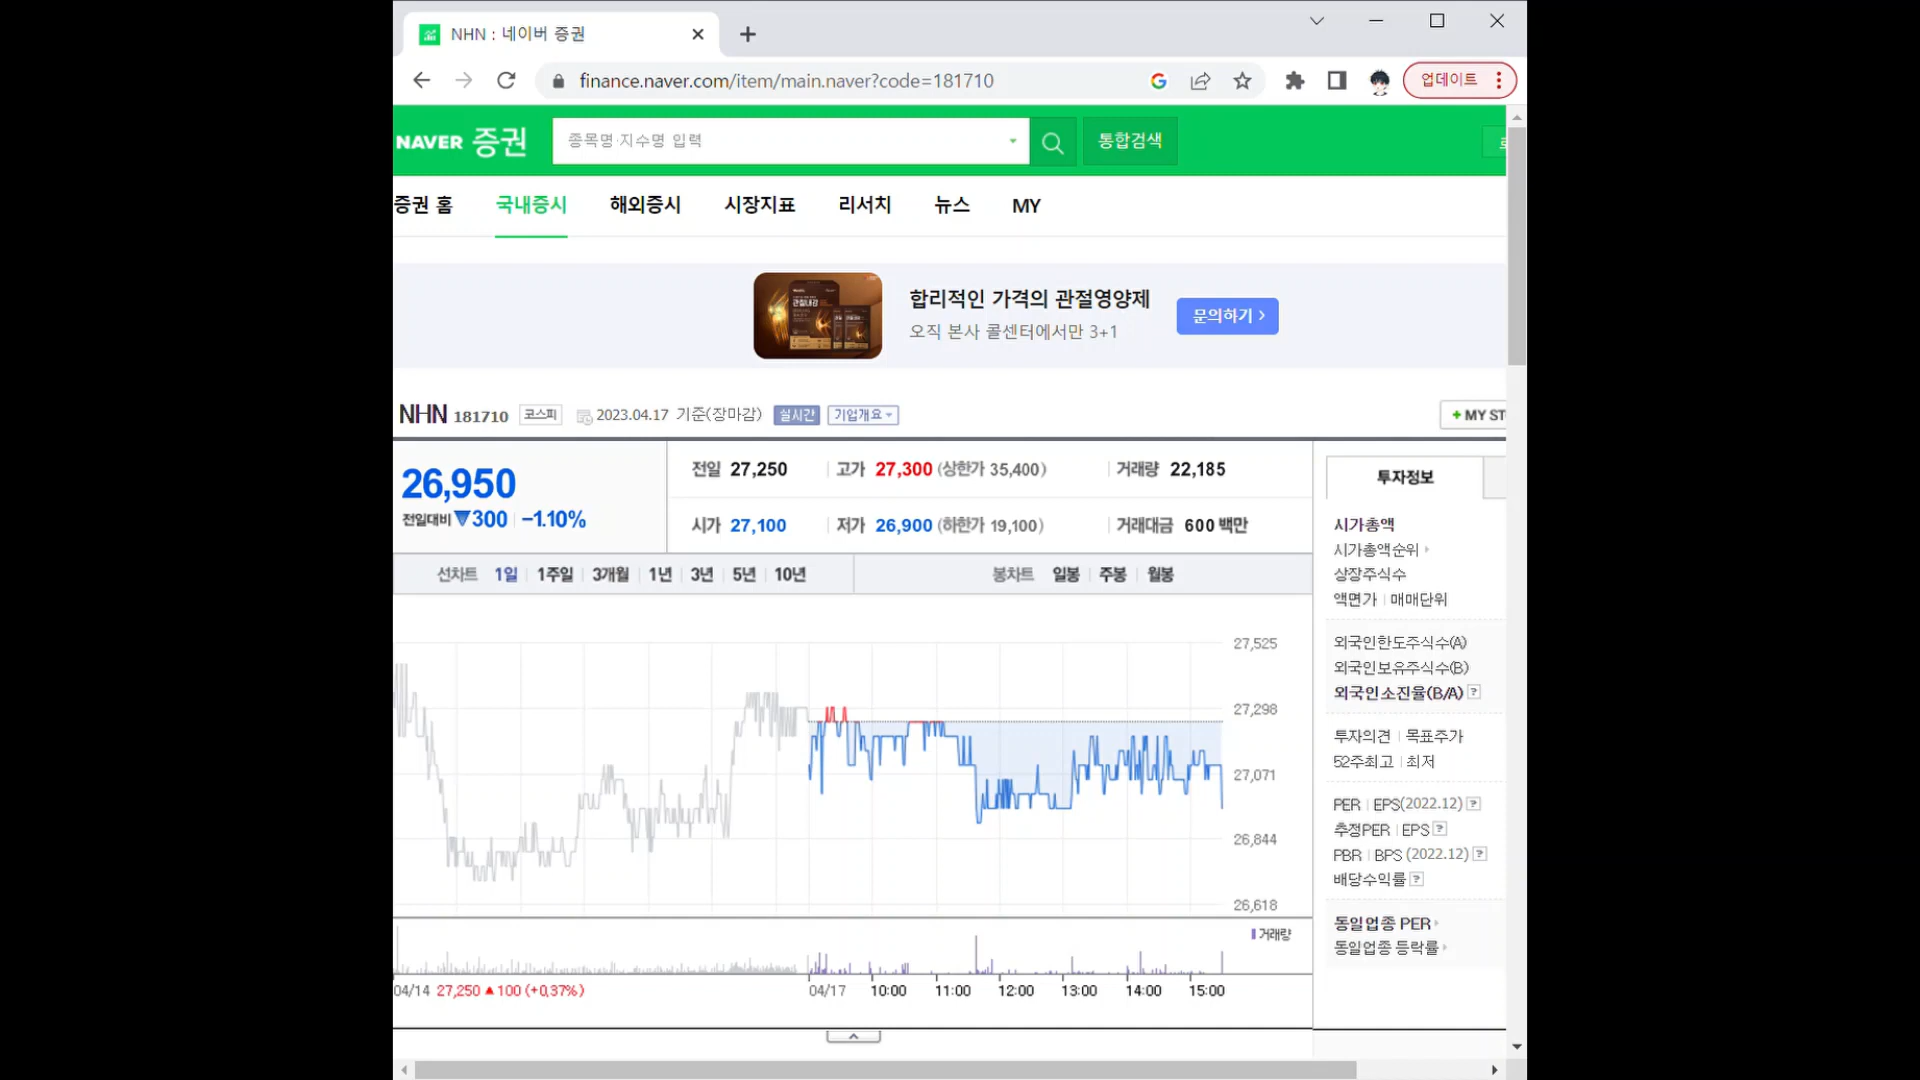 NHN : 네이버 증권
finance.naver.com/item/main.naver?code=181710
업데이트
NAVER 증권
종목명·지수명 입력
통합검색
증권 홈 국내증시 해외증시 시장지표 리서치 뉴스 MY
합리적인 가격의 관절영양제
오직 본사 콜센터에서만 3+1
문의하기
NHN 181710 코스피 2023.04.17 기준(장마감) 실시간 기업개요
+ MY ST
26,950
전일대비 ▼300 -1.10%
전일 27,250 고가 27,300 (상한가 35,400) 거래량 22,185
시가 27,100 저가 26,900 (하한가 19,100) 거래대금 600 백만
선차트 1일 1주일 3개월 1년 3년 5년 10년 봉차트 일봉 주봉 월봉
27,525
27,298
27,071
26,844
26,618
거래량
04/14 27,250 ▲100 (+0,37%) 04/17 10:00 11:00 12:00 13:00 14:00 15:00
투자정보
시가총액
시가총액순위
상장주식수
액면가 | 매매단위
외국인한도주식수(A)
외국인보유주식수(B)
외국인소진율(B/A) ?
투자의견 | 목표주가
52주최고 | 최저
PER | EPS(2022.12) ?
추정PER | EPS ?
PBR | BPS (2022.12) ?
배당수익률 ?
동일업종 PER
동일업종 등락률